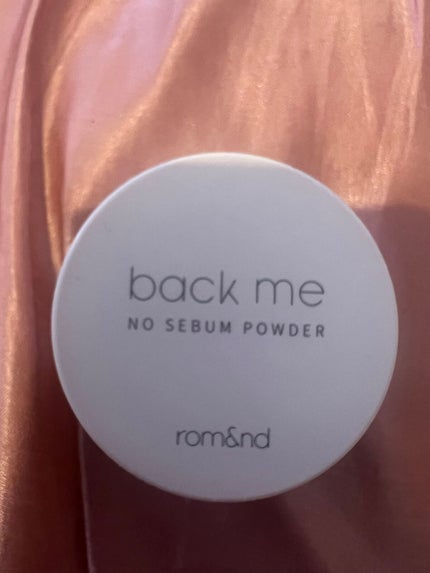 back me
NO SEBUM POWDER
rom&nd